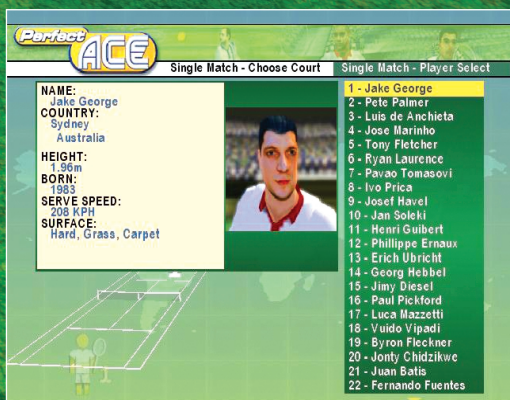 Perfect
ACE
Single Match - Choose Court
Single Match - Player Select
NAME:
Jake George
COUNTRY:
Sydney
Australia
HEIGHT:
1.96m
BORN:
1983
SERVE SPEED:
208 KPH
SURFACE:
Hard, Grass, Carpet
1 - Jake George
2 - Pete Palmer
3 - Luis de Anchieta
4 - Jose Marinho
5 - Tony Fletcher
6 - Ryan Laurence
7 - Pavao Tomasovi
8 - Ivo Prica
9 - Josef Havel
10 - Jan Soleki
11 - Henri Guibert
12 - Phillippe Ernaux
13 - Erich Ubricht
14 - Georg Hebbel
15 - Jimy Diesel
16 - Paul Pickford
17 - Luca Mazzetti
18 - Vuido Vipadi
19 - Byron Fleckner
20 - Jonty Chidzikwe
21 - Juan Batis
22 - Fernando Fuentes